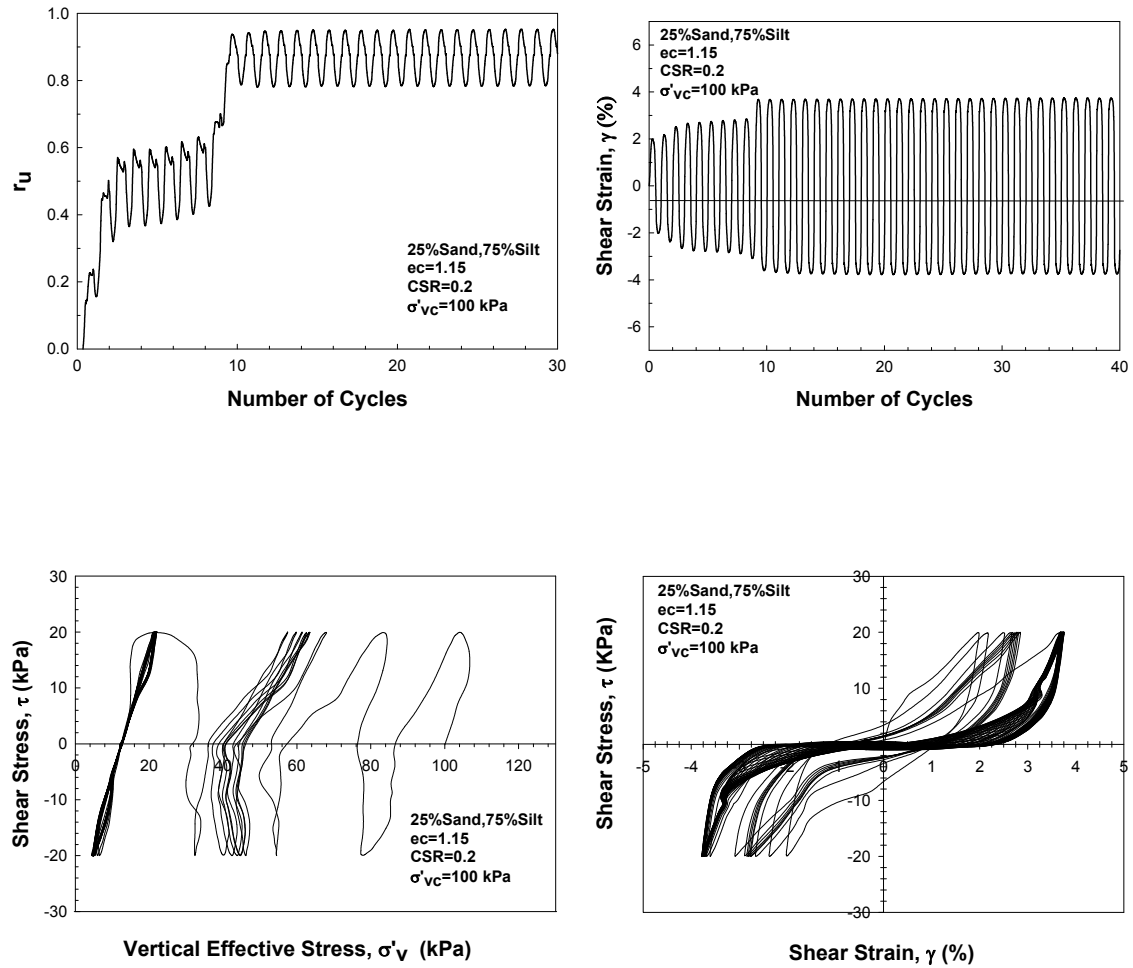 1.0
0.8
0.6
0.4
0.2
0.0
r_u
25%Sand,75%Silt
ec=1.15
CSR=0.2
σ'vc=100 kPa
0 10 20 30
Number of Cycles
6
4
2
0
-2
-4
-6
Shear Strain, γ (%)
25%Sand,75%Silt
ec=1.15
CSR=0.2
σ'vc=100 kPa
0 10 20 30 40
Number of Cycles
30
20
10
0
-10
-20
-30
Shear Stress, τ (kPa)
0 20 40 60 80 100 120
25%Sand,75%Silt
ec=1.15
CSR=0.2
σ'vc=100 kPa
Vertical Effective Stress, σ'v (kPa)
30
20
10
0
-10
-20
-30
Shear Stress, τ (KPa)
25%Sand,75%Silt
ec=1.15
CSR=0.2
σ'vc=100 kPa
-5 -4 -2 0 1 2 4 5
Shear Strain, γ (%)